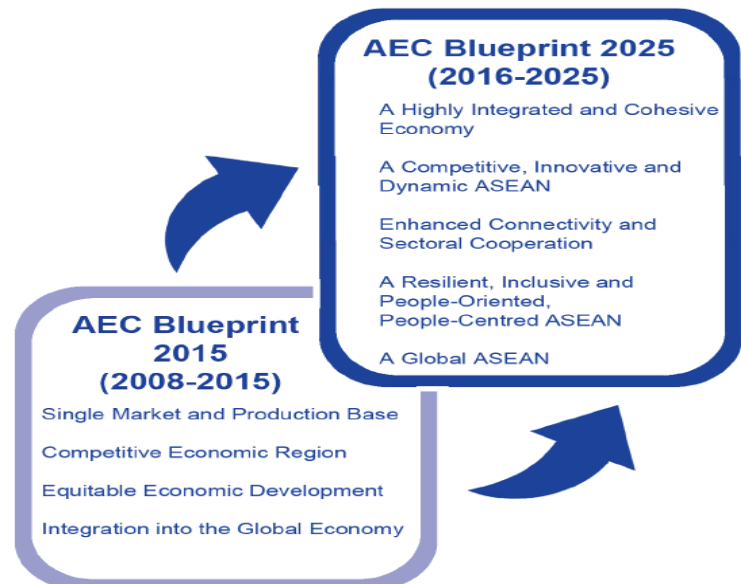 AEC Blueprint 2025
(2016-2025)
A Highly Integrated and Cohesive
Economy
A Competitive, Innovative and
Dynamic ASEAN
Enhanced Connectivity and
Sectoral Cooperation
A Resilient, Inclusive and
People-Oriented,
People-Centred ASEAN
A Global ASEAN
AEC Blueprint
2015
(2008-2015)
Single Market and Production Base
Competitive Economic Region
Equitable Economic Development
Integration into the Global Economy